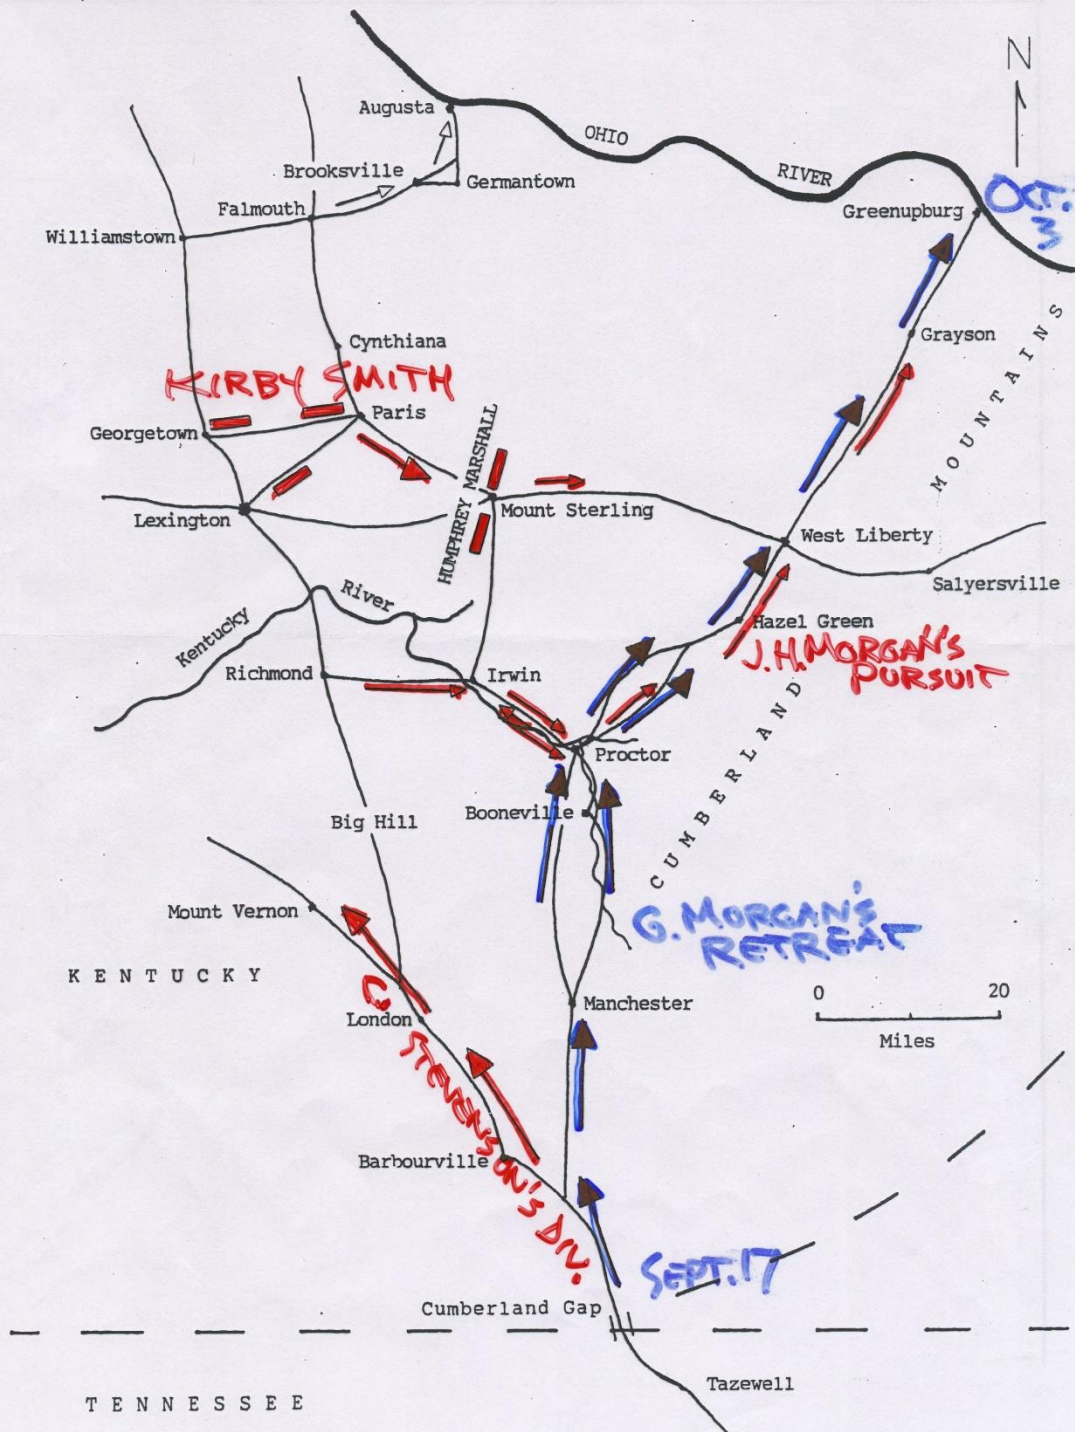 N
Augusta
OHIO
RIVER
Brooksville
Germantown
OCT.
3
Falmouth
Greenupburg
Williamstown
Cynthiana
Grayson
MOUNTAINS
KIRBY SMITH
Paris
Georgetown
HUMPHREY MARSHALL
Lexington
Mount Sterling
West Liberty
Salyersville
River
Kentucky
Hazel Green
J.H. MORGAN'S
PURSUIT
Richmond
Irwin
Proctor
CUMBERLAND
Booneville
Big Hill
Mount Vernon
G. MORGAN'S
RETREAT
KENTUCKY
Manchester
0 20
Miles
London
C. STEVENSON'S DIV.
Barbourville
SEPT. 17
Cumberland Gap
Tazewell
TENNESSEE